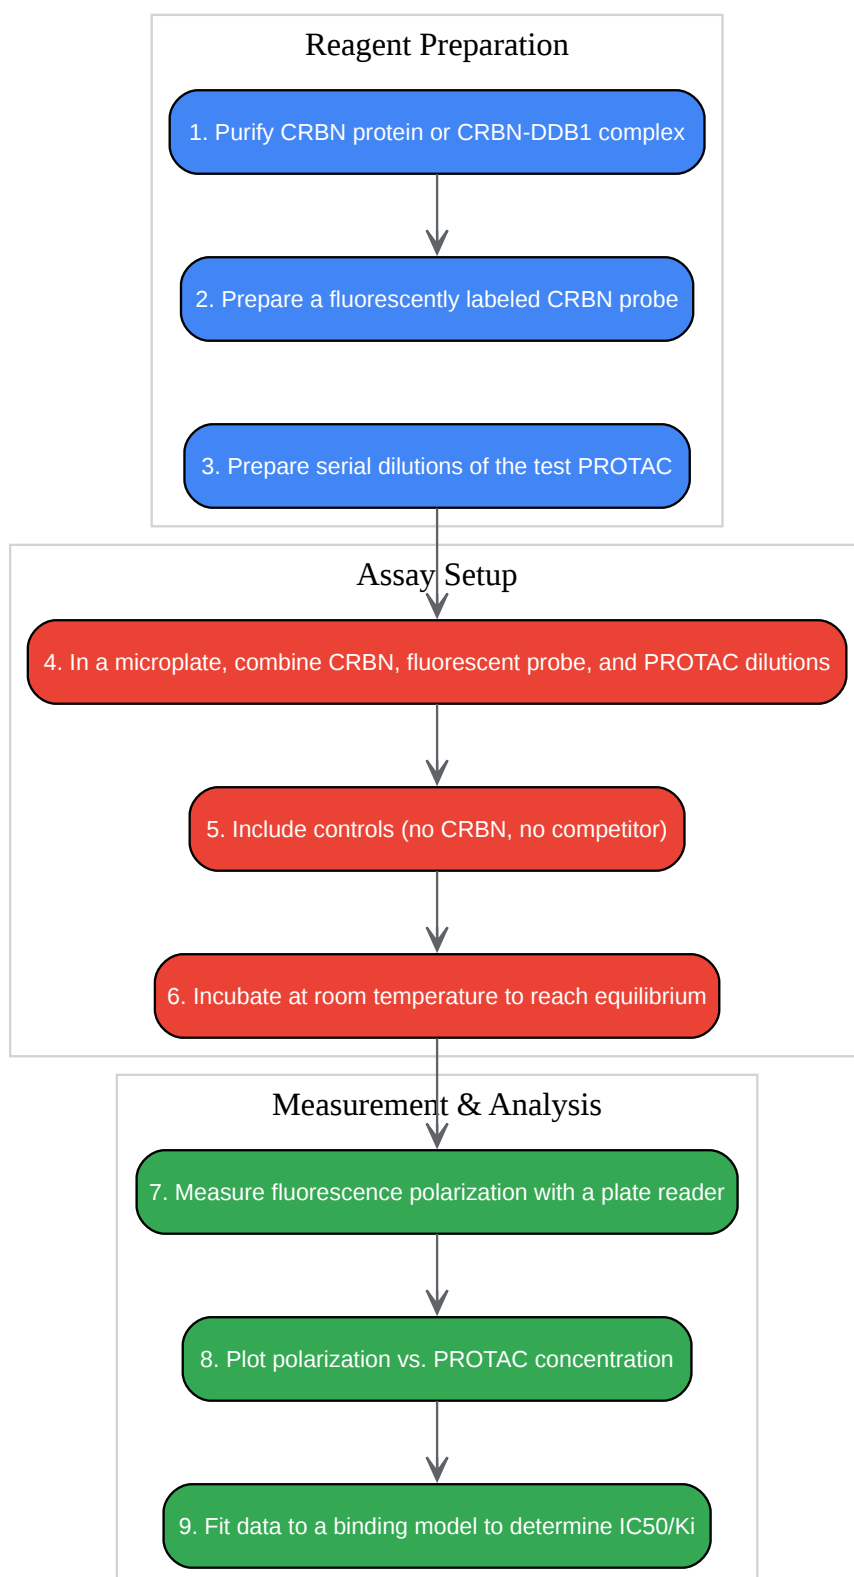 Reagent Preparation
1. Purify CRBN protein or CRBN-DDB1 complex
2. Prepare a fluorescently labeled CRBN probe
3. Prepare serial dilutions of the test PROTAC
Assay Setup
4. In a microplate, combine CRBN, fluorescent probe, and PROTAC dilutions
5. Include controls (no CRBN, no competitor)
6. Incubate at room temperature to reach equilibrium
Measurement & Analysis
7. Measure fluorescence polarization with a plate reader
8. Plot polarization vs. PROTAC concentration
9. Fit data to a binding model to determine IC50/Ki